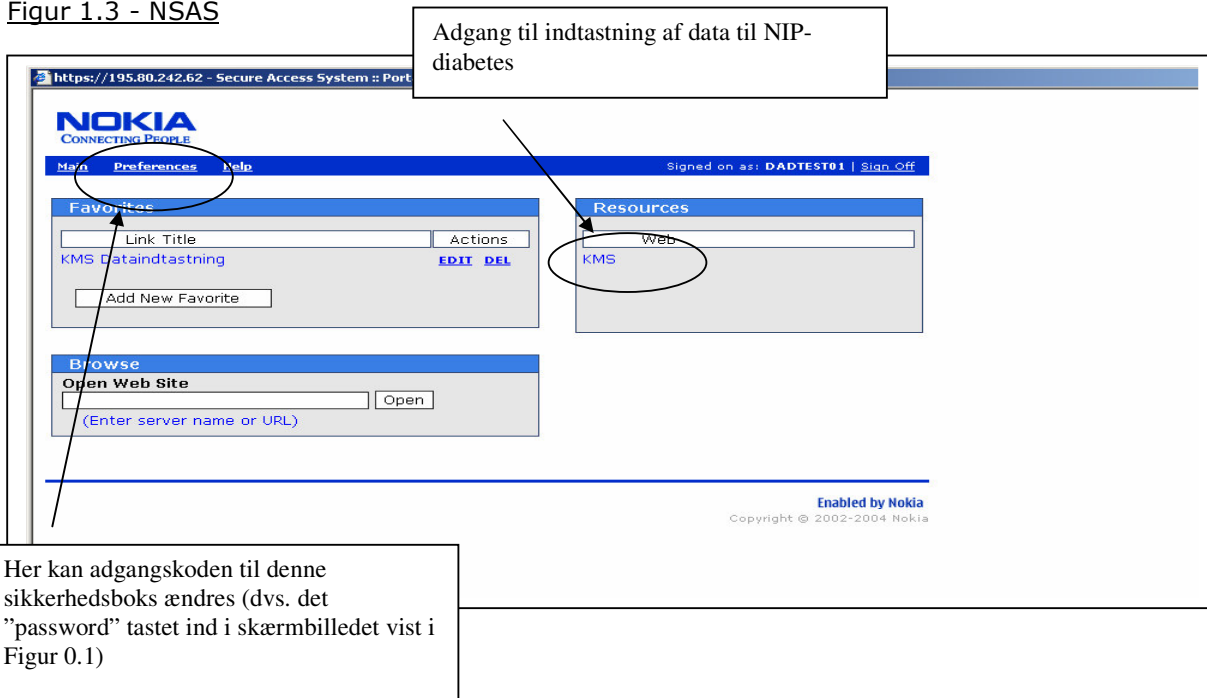 Figur 1.3 - NSAS
Adgang til indtastning af data til NIP-
diabetes
https://195.80.242.62 - Secure Access System :: Port
NOKIA
CONNECTING PEOPLE
Main Preferences Help
Signed on as: DADTEST01 | Sign Off
Favorites
Link Title Actions
KMS Dataindtastning EDIT DEL
Add New Favorite
Resources
Web
KMS
Browse
Open Web Site
Open
(Enter server name or URL)
Enabled by Nokia
Copyright © 2002-2004 Nokia
Her kan adgangskoden til denne
sikkerhedsboks ændres (dvs. det
”password” tastet ind i skærmbilledet vist i
Figur 0.1)